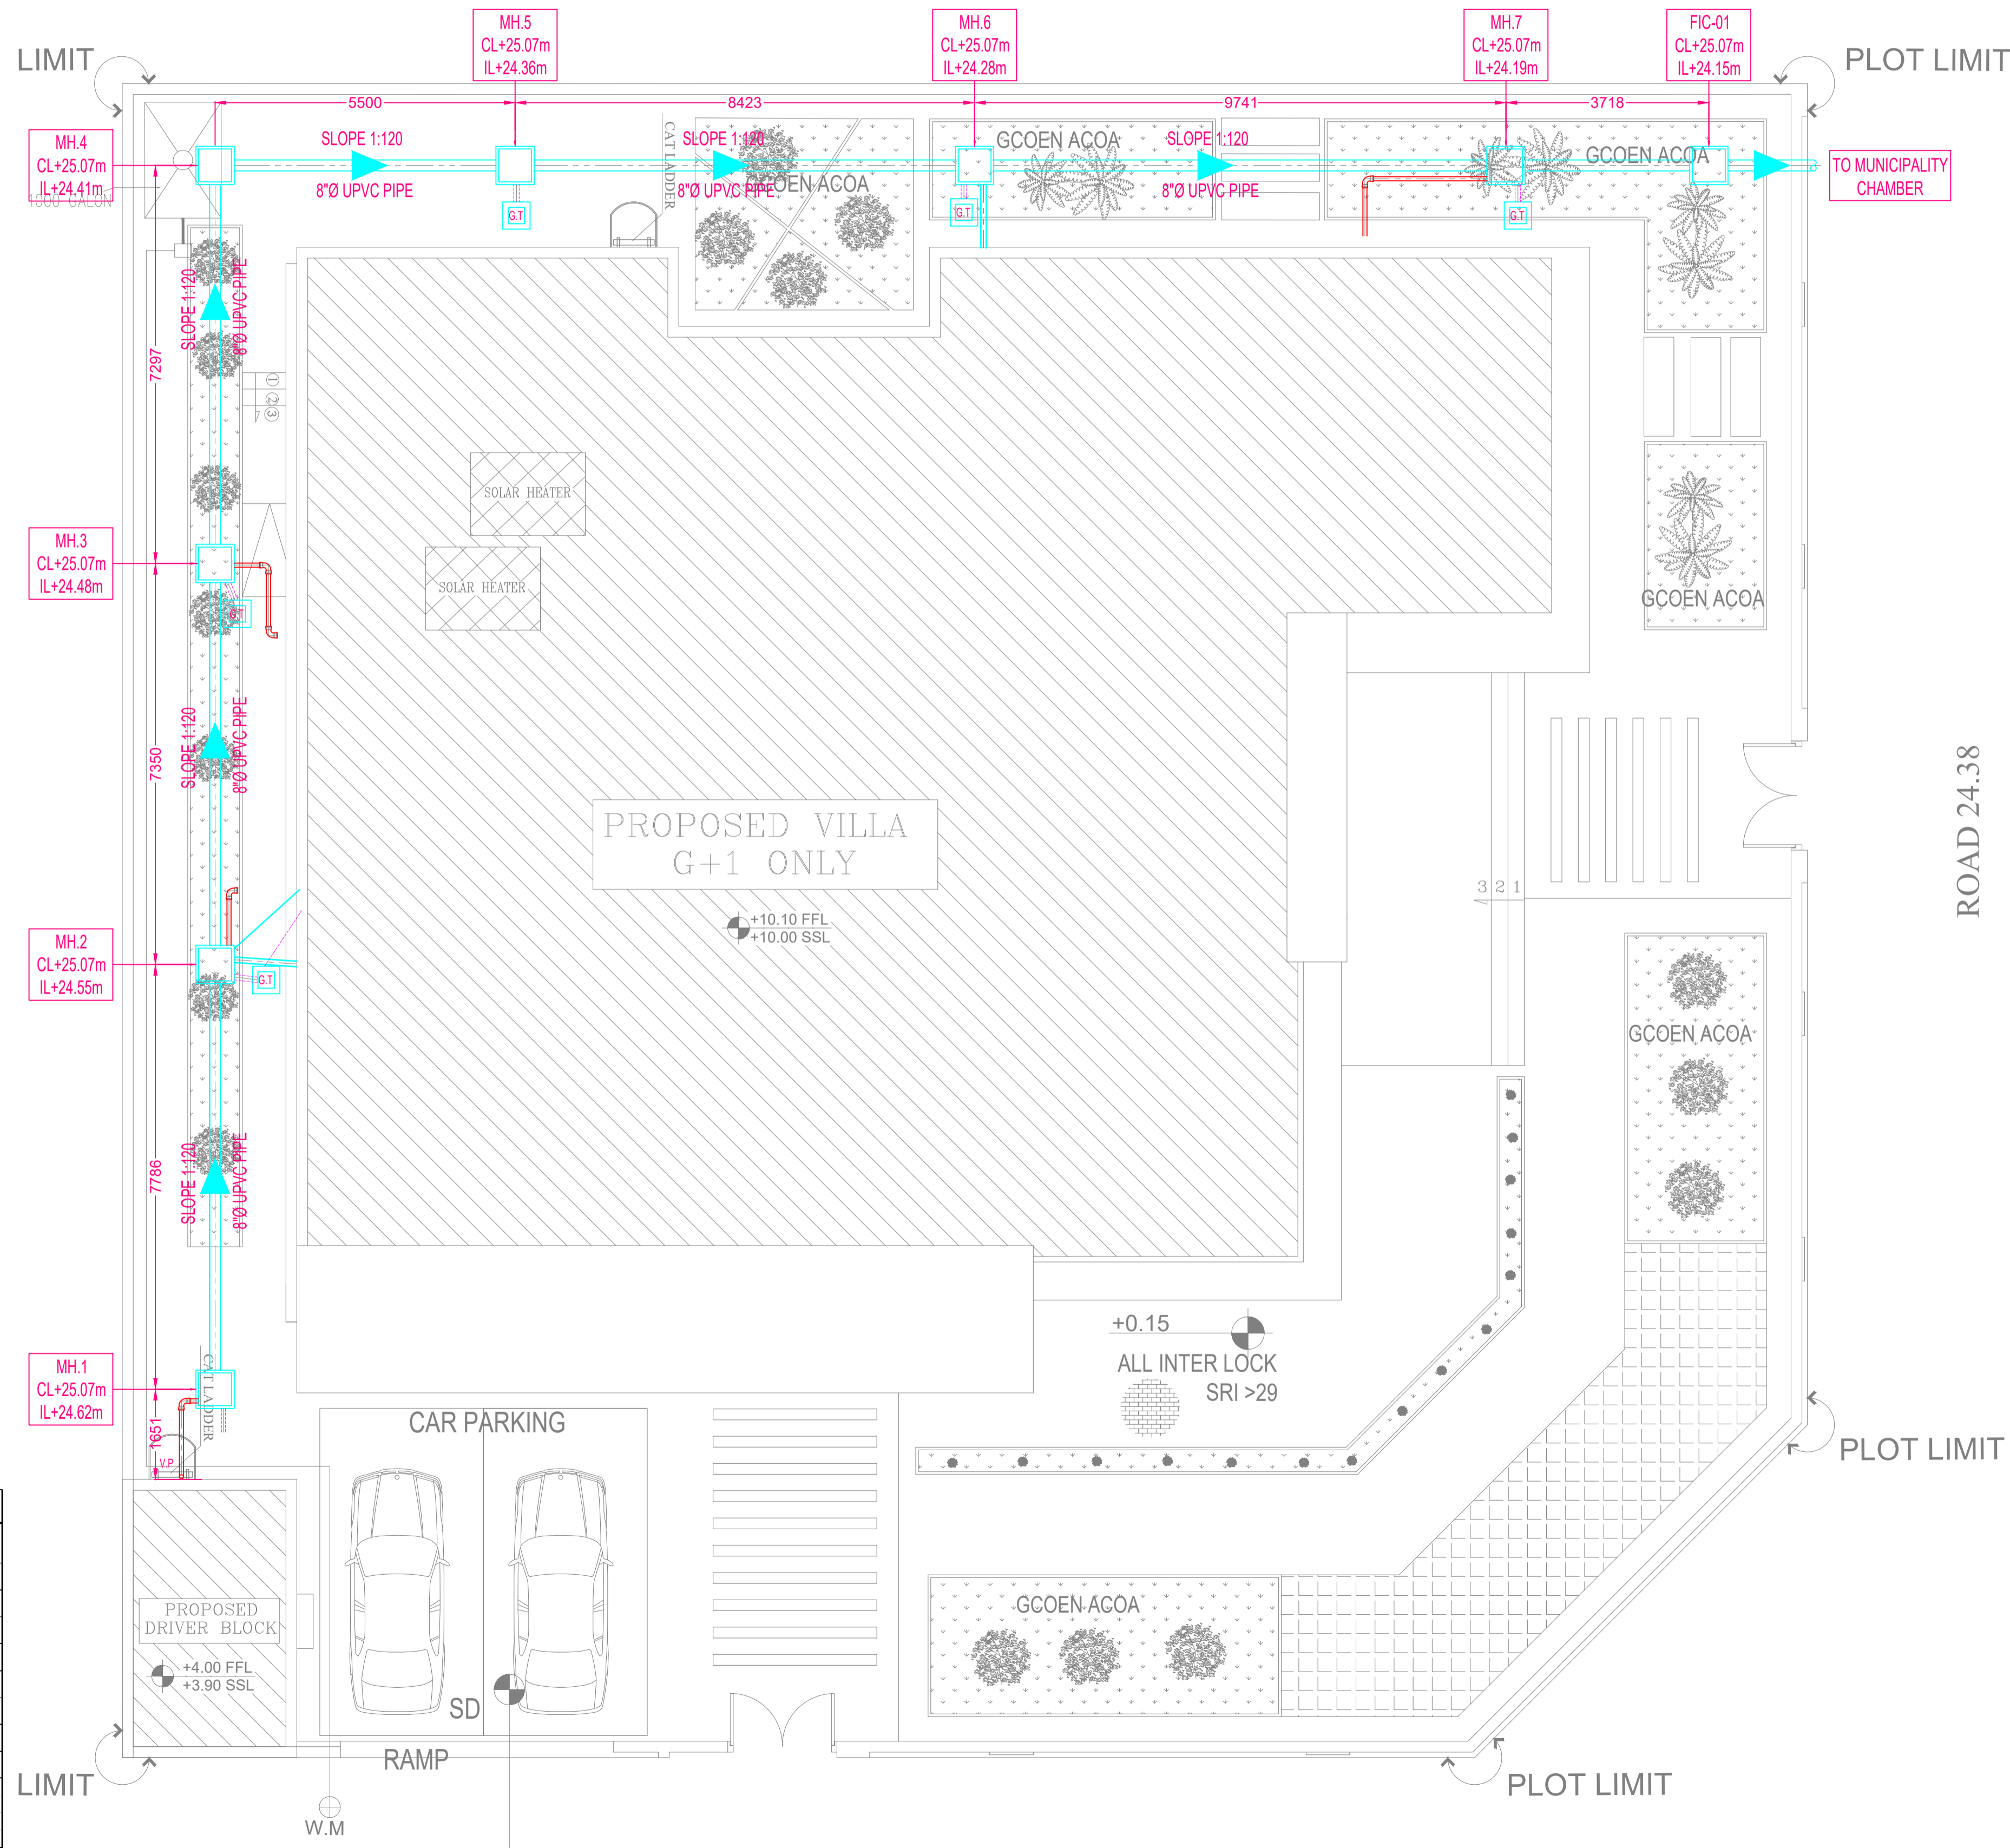 MH.5
CL+25.07m
IL+24.36m
MH.6
CL+25.07m
IL+24.28m
MH.7
CL+25.07m
IL+24.19m
FIC-01
CL+25.07m
IL+24.15m
LIMIT
PLOT LIMIT
5500
8423
9741
3718
MH.4
CL+25.07m
IL+24.41m
1000 GALON
SLOPE 1:120
8"Ø UPVC PIPE
SLOPE 1:120
8"Ø UPVC PIPE
SLOPE 1:120
8"Ø UPVC PIPE
CAT LADDER
GCOEN ACOA
GCOEN ACOA
GCOEN ACOA
TO MUNICIPALITY
CHAMBER
G.T
G.T
G.T
SLOPE 1:120
8"Ø UPVC PIPE
7297
1
2
3
SOLAR HEATER
SOLAR HEATER
MH.3
CL+25.07m
IL+24.48m
G.T
GCOEN ACOA
SLOPE 1:120
8"Ø UPVC PIPE
7350
PROPOSED VILLA
G+1 ONLY
+10.10 FFL
+10.00 SSL
3 2 1
ROAD 24.38
MH.2
CL+25.07m
IL+24.55m
G.T
GCOEN ACOA
SLOPE 1:120
8"Ø UPVC PIPE
7786
+0.15
ALL INTER LOCK
SRI >29
MH.1
CL+25.07m
IL+24.62m
CAT LADDER
1651
V.P
CAR PARKING
PLOT LIMIT
PROPOSED
DRIVER BLOCK
+4.00 FFL
+3.90 SSL
SD
GCOEN ACOA
RAMP
LIMIT
PLOT LIMIT
W.M